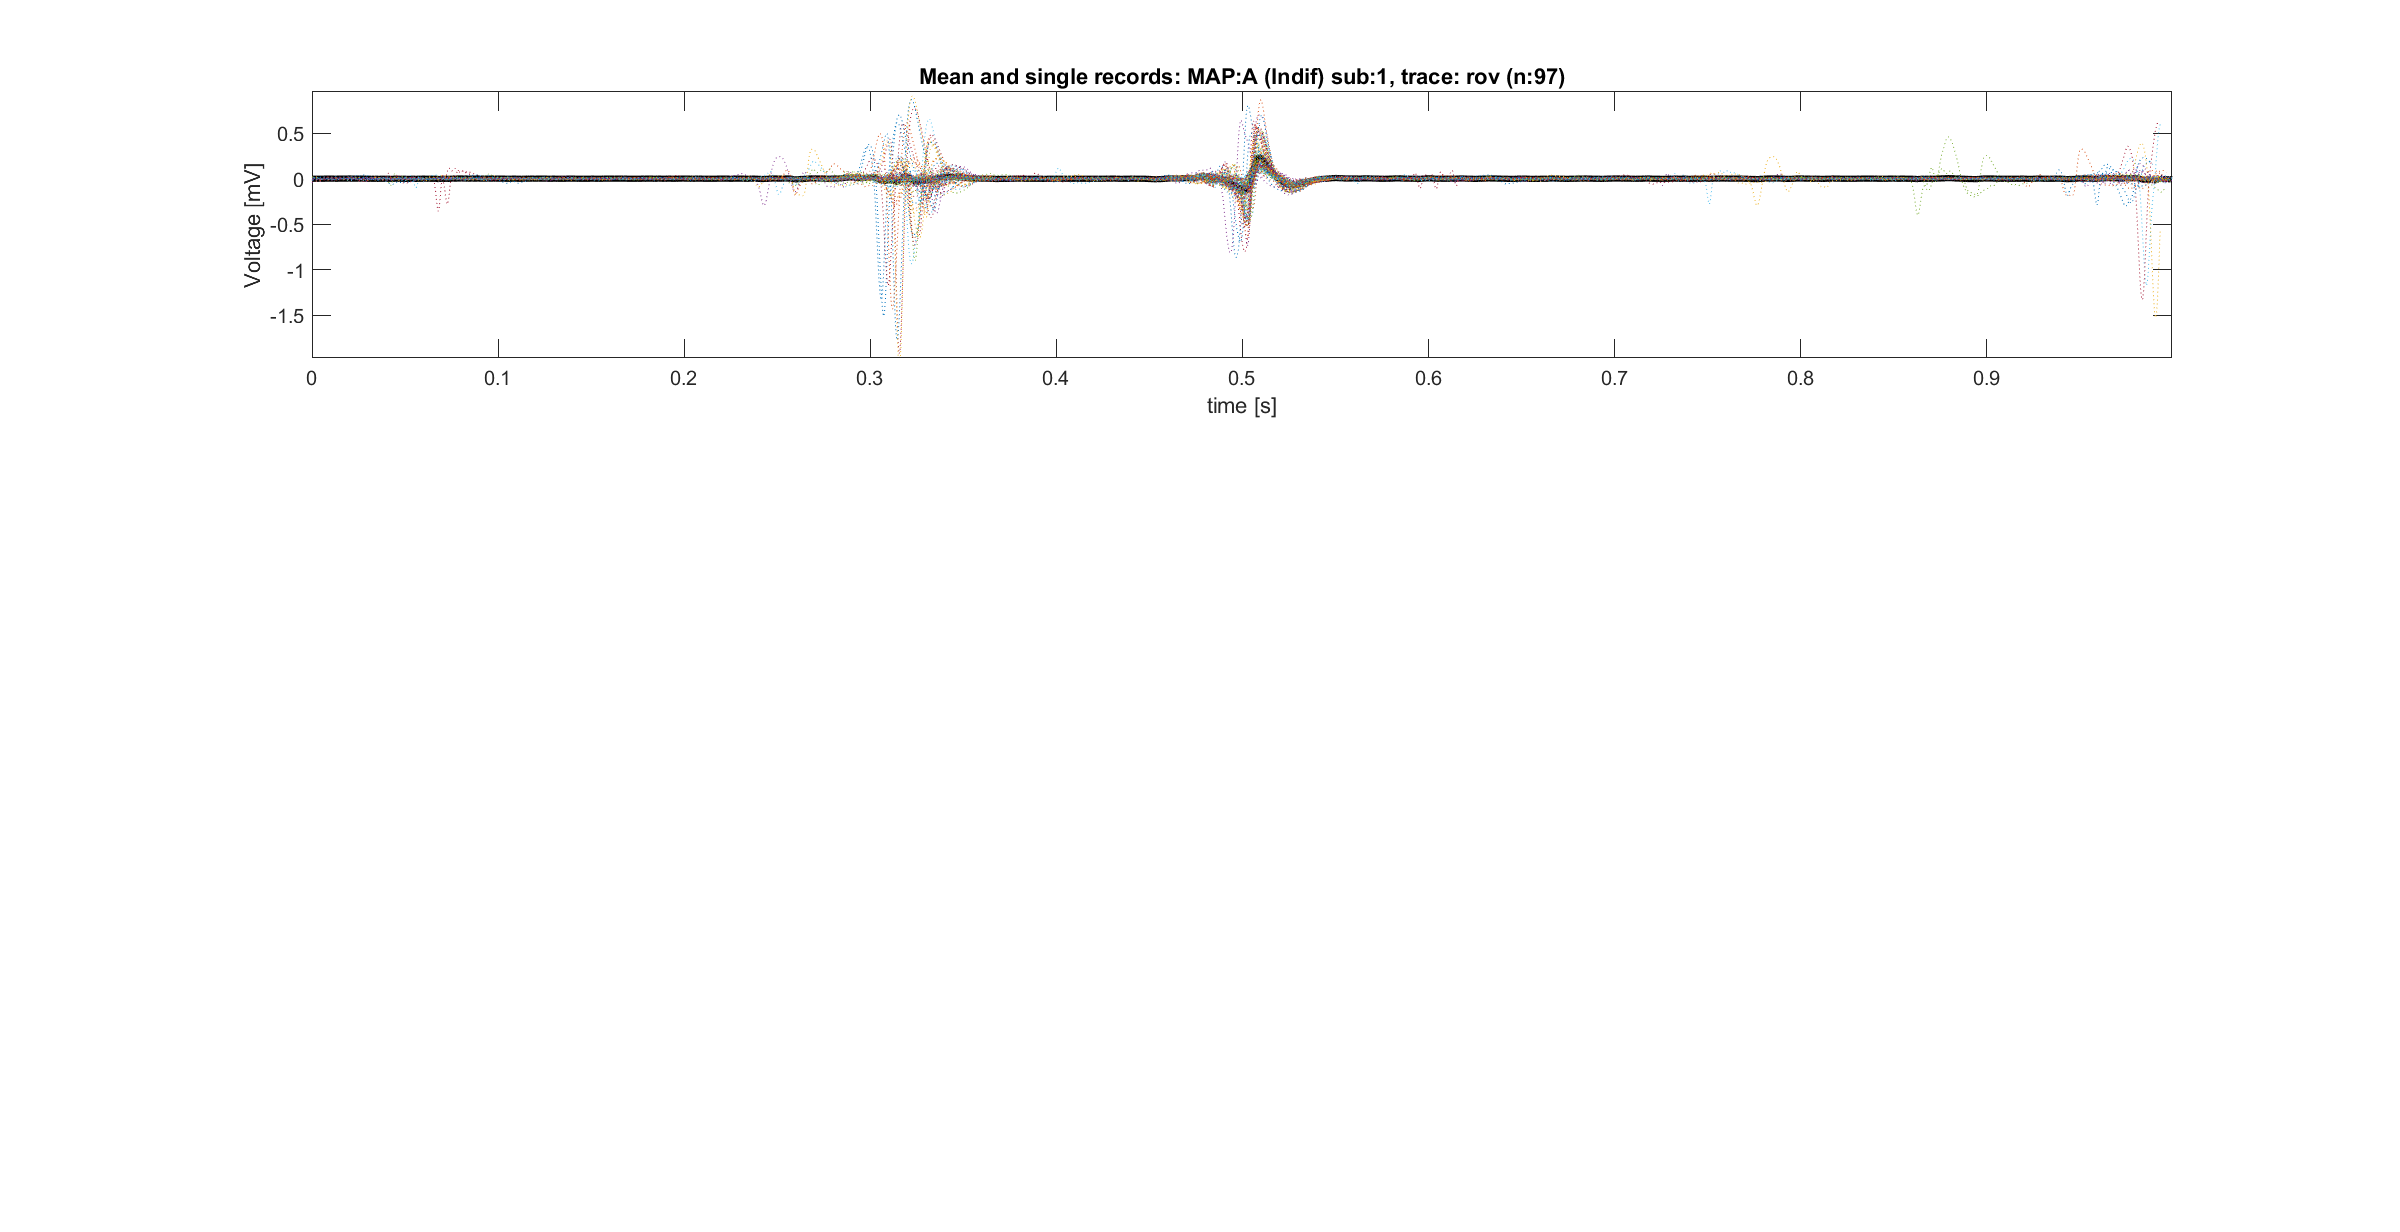 Mean and single records: MAP:A (Indif) sub:1, trace: rov (n:97)
Voltage [mV]
0.5
0
-0.5
-1
-1.5
0 0.1 0.2 0.3 0.4 0.5 0.6 0.7 0.8 0.9
time [s]